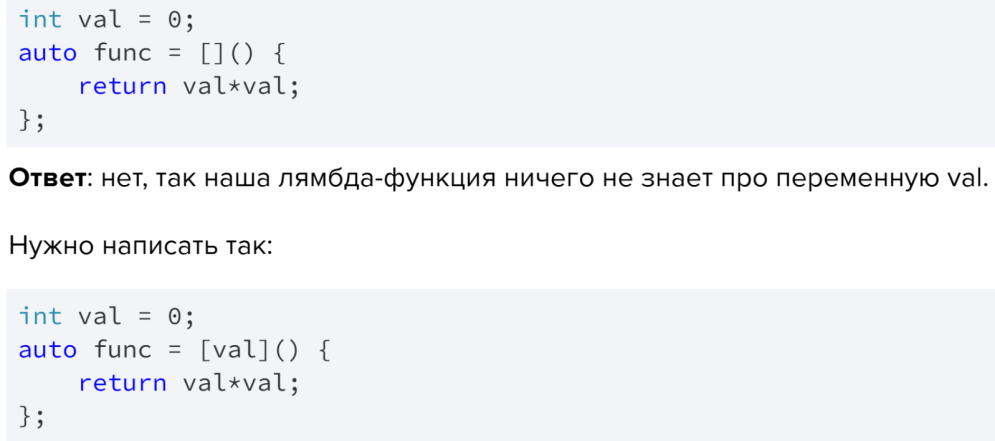 int val = 0;
auto func = []() {
    return val*val;
};
Ответ: нет, так наша лямбда-функция ничего не знает про переменную val.
Нужно написать так:
int val = 0;
auto func = [val]() {
    return val*val;
};